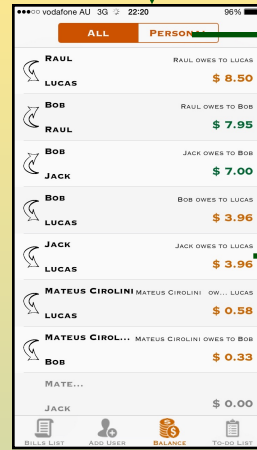 vodafone AU 3G 22:20 96%
ALL PERSON
RAUL RAUL OWES TO LUCAS
LUCAS $ 8.50
BOB RAUL OWES TO BOB
RAUL $ 7.95
BOB JACK OWES TO BOB
JACK $ 7.00
BOB BOB OWES TO LUCAS
LUCAS $ 3.96
JACK JACK OWES TO LUCAS
LUCAS $ 3.96
MATEUS CIROLINI MATEUS CIROLINI OW... LUCAS
LUCAS $ 0.58
MATEUS CIROL... MATEUS CIROLINI OWES TO BOB
BOB $ 0.33
MATE...
JACK $ 0.00
BILLS LIST ADD USER BALANCE TO-DO LIST